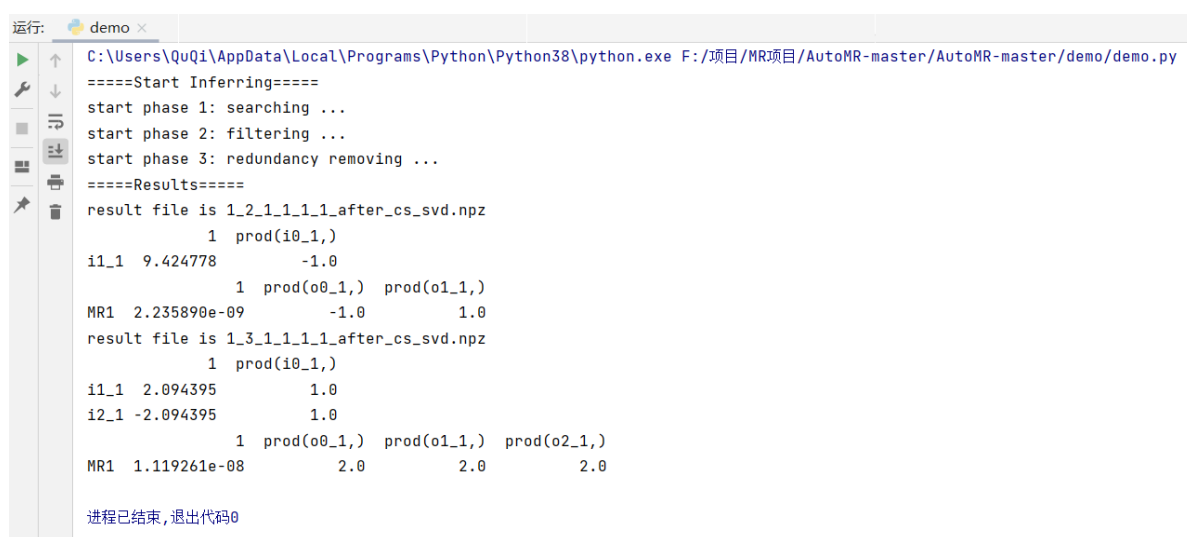 运行: demo ×
C:\Users\QuQi\AppData\Local\Programs\Python\Python38\python.exe F:/项目/MR项目/AutoMR-master/AutoMR-master/demo/demo.py
=====Start Inferring=====
start phase 1: searching ...
start phase 2: filtering ...
start phase 3: redundancy removing ...
=====Results=====
result file is 1_2_1_1_1_1_after_cs_svd.npz
             1  prod(i0_1,)
i1_1  9.424778         -1.0
                1  prod(o0_1,)  prod(o1_1,)
MR1  2.235890e-09         -1.0          1.0
result file is 1_3_1_1_1_1_after_cs_svd.npz
             1  prod(i0_1,)
i1_1  2.094395          1.0
i2_1 -2.094395          1.0
                1  prod(o0_1,)  prod(o1_1,)  prod(o2_1,)
MR1  1.119261e-08          2.0          2.0          2.0
进程已结束,退出代码0